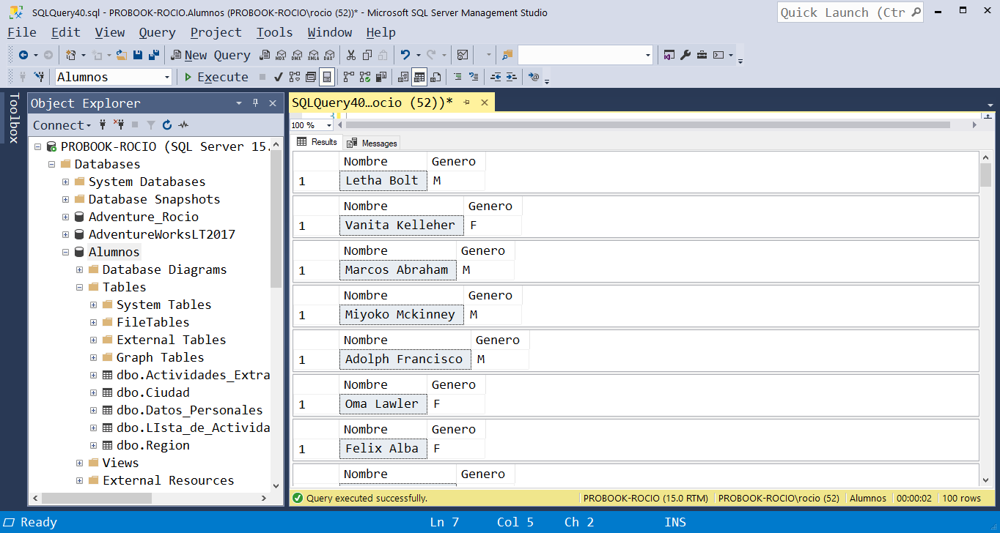 SQLQuery40.sql - PROBOOK-ROCIO.Alumnos (PROBOOK-ROCIO\rocio (52))* - Microsoft SQL Server Management Studio
Quick Launch (Ctr
File Edit View Query Project Tools Window Help
New Query MDX DMX XMLA DAX
Alumnos Execute
Toolbox
Object Explorer
Connect
PROBOOK-ROCIO (SQL Server 15.
Databases
System Databases
Database Snapshots
Adventure_Rocio
AdventureWorksLT2017
Alumnos
Database Diagrams
Tables
System Tables
FileTables
External Tables
Graph Tables
dbo.Actividades_Extra
dbo.Ciudad
dbo.Datos_Personales
dbo.LIsta_de_Activida
dbo.Region
Views
External Resources
SQLQuery40…ocio (52))*
3
100 %
Results Messages
Nombre Genero
1 Letha Bolt M
Nombre Genero
1 Vanita Kelleher F
Nombre Genero
1 Marcos Abraham M
Nombre Genero
1 Miyoko Mckinney M
Nombre Genero
1 Adolph Francisco M
Nombre Genero
1 Oma Lawler F
Nombre Genero
1 Felix Alba F
Nombre Genero
Query executed successfully. PROBOOK-ROCIO (15.0 RTM) PROBOOK-ROCIO\rocio (52) Alumnos 00:00:02 100 rows
Ready Ln 7 Col 5 Ch 2 INS